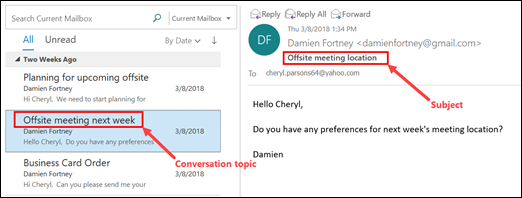 Search Current Mailbox
Current Mailbox
All Unread
By Date
Two Weeks Ago
Planning for upcoming offsite
Damien Fortney 3/8/2018
Hi Cheryl, We need to start planning for
Offsite meeting next week
Damien Fortney 3/8/2018
Hello Cheryl, Do you have any preferences
Business Card Order
Damien Fortney 3/8/2018
Hi Cheryl, Can you please send me your
Conversation topic
Reply Reply All Forward
Thu 3/8/2018 1:34 PM
DF
Damien Fortney <damienfortney@gmail.com>
Offsite meeting location
To cheryl.parsons64@yahoo.com
Subject
Hello Cheryl,
Do you have any preferences for next week's meeting location?
Damien